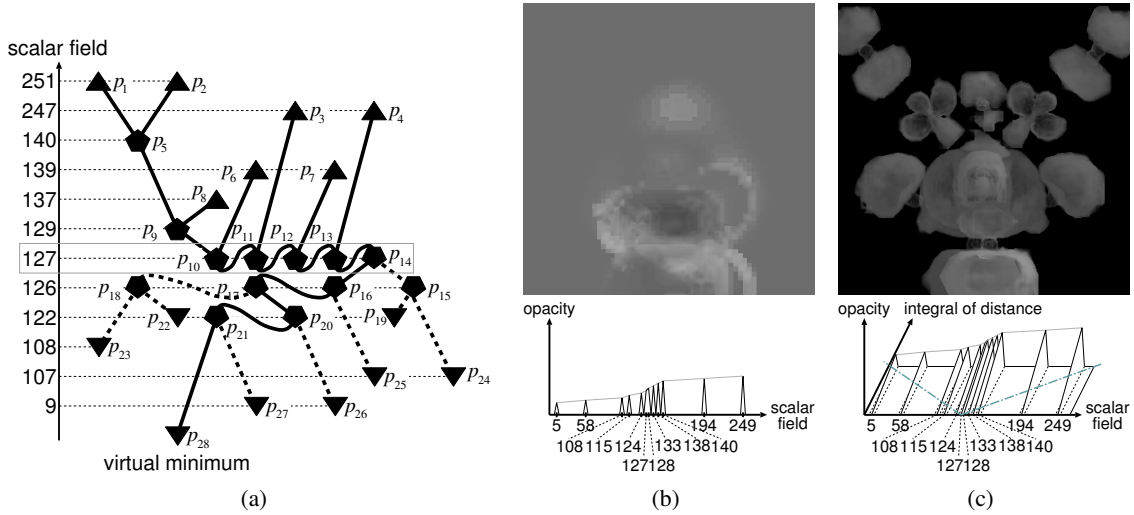 scalar field
251
p1
p2
247
p3
p4
140
p5
139
p6
p7
137
p8
129
p9
p11
p12
p13
127
p10
p14
126
p18
p17
p16
p15
122
p22
p21
p20
p19
108
p23
107
p25
p24
9
p27
p26
p28
virtual minimum
(a)
opacity
scalar
field
5 58 194 249
108 115 124 133 138 140
127 128
(b)
opacity
integral of distance
scalar
field
5 58 194 249
108 115 124 133 138 140
127 128
(c)